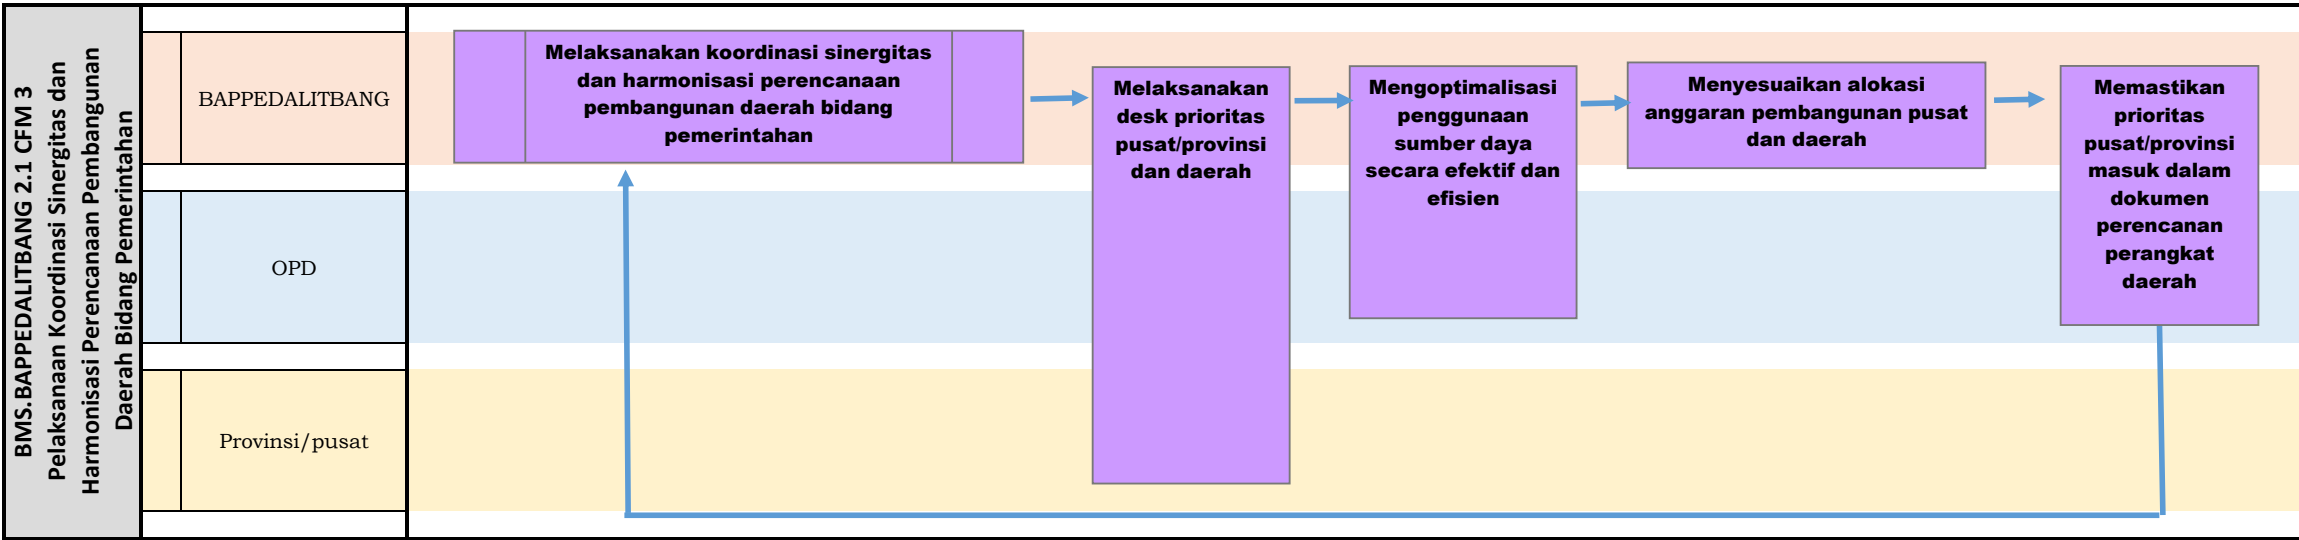 BMS.BAPPEDALITBANG 2.1 CFM 3
Pelaksanaan Koordinasi Sinergitas dan
Harmonisasi Perencanaan Pembangunan
Daerah Bidang Pemerintahan
BAPPEDALITBANG
OPD
Provinsi/pusat
Melaksanakan koordinasi sinergitas
dan harmonisasi perencanaan
pembangunan daerah bidang
pemerintahan
Melaksanakan
desk prioritas
pusat/provinsi
dan daerah
Mengoptimalisasi
penggunaan
sumber daya
secara efektif dan
efisien
Menyesuaikan alokasi
anggaran pembangunan pusat
dan daerah
Memastikan
prioritas
pusat/provinsi
masuk dalam
dokumen
perencanan
perangkat
daerah